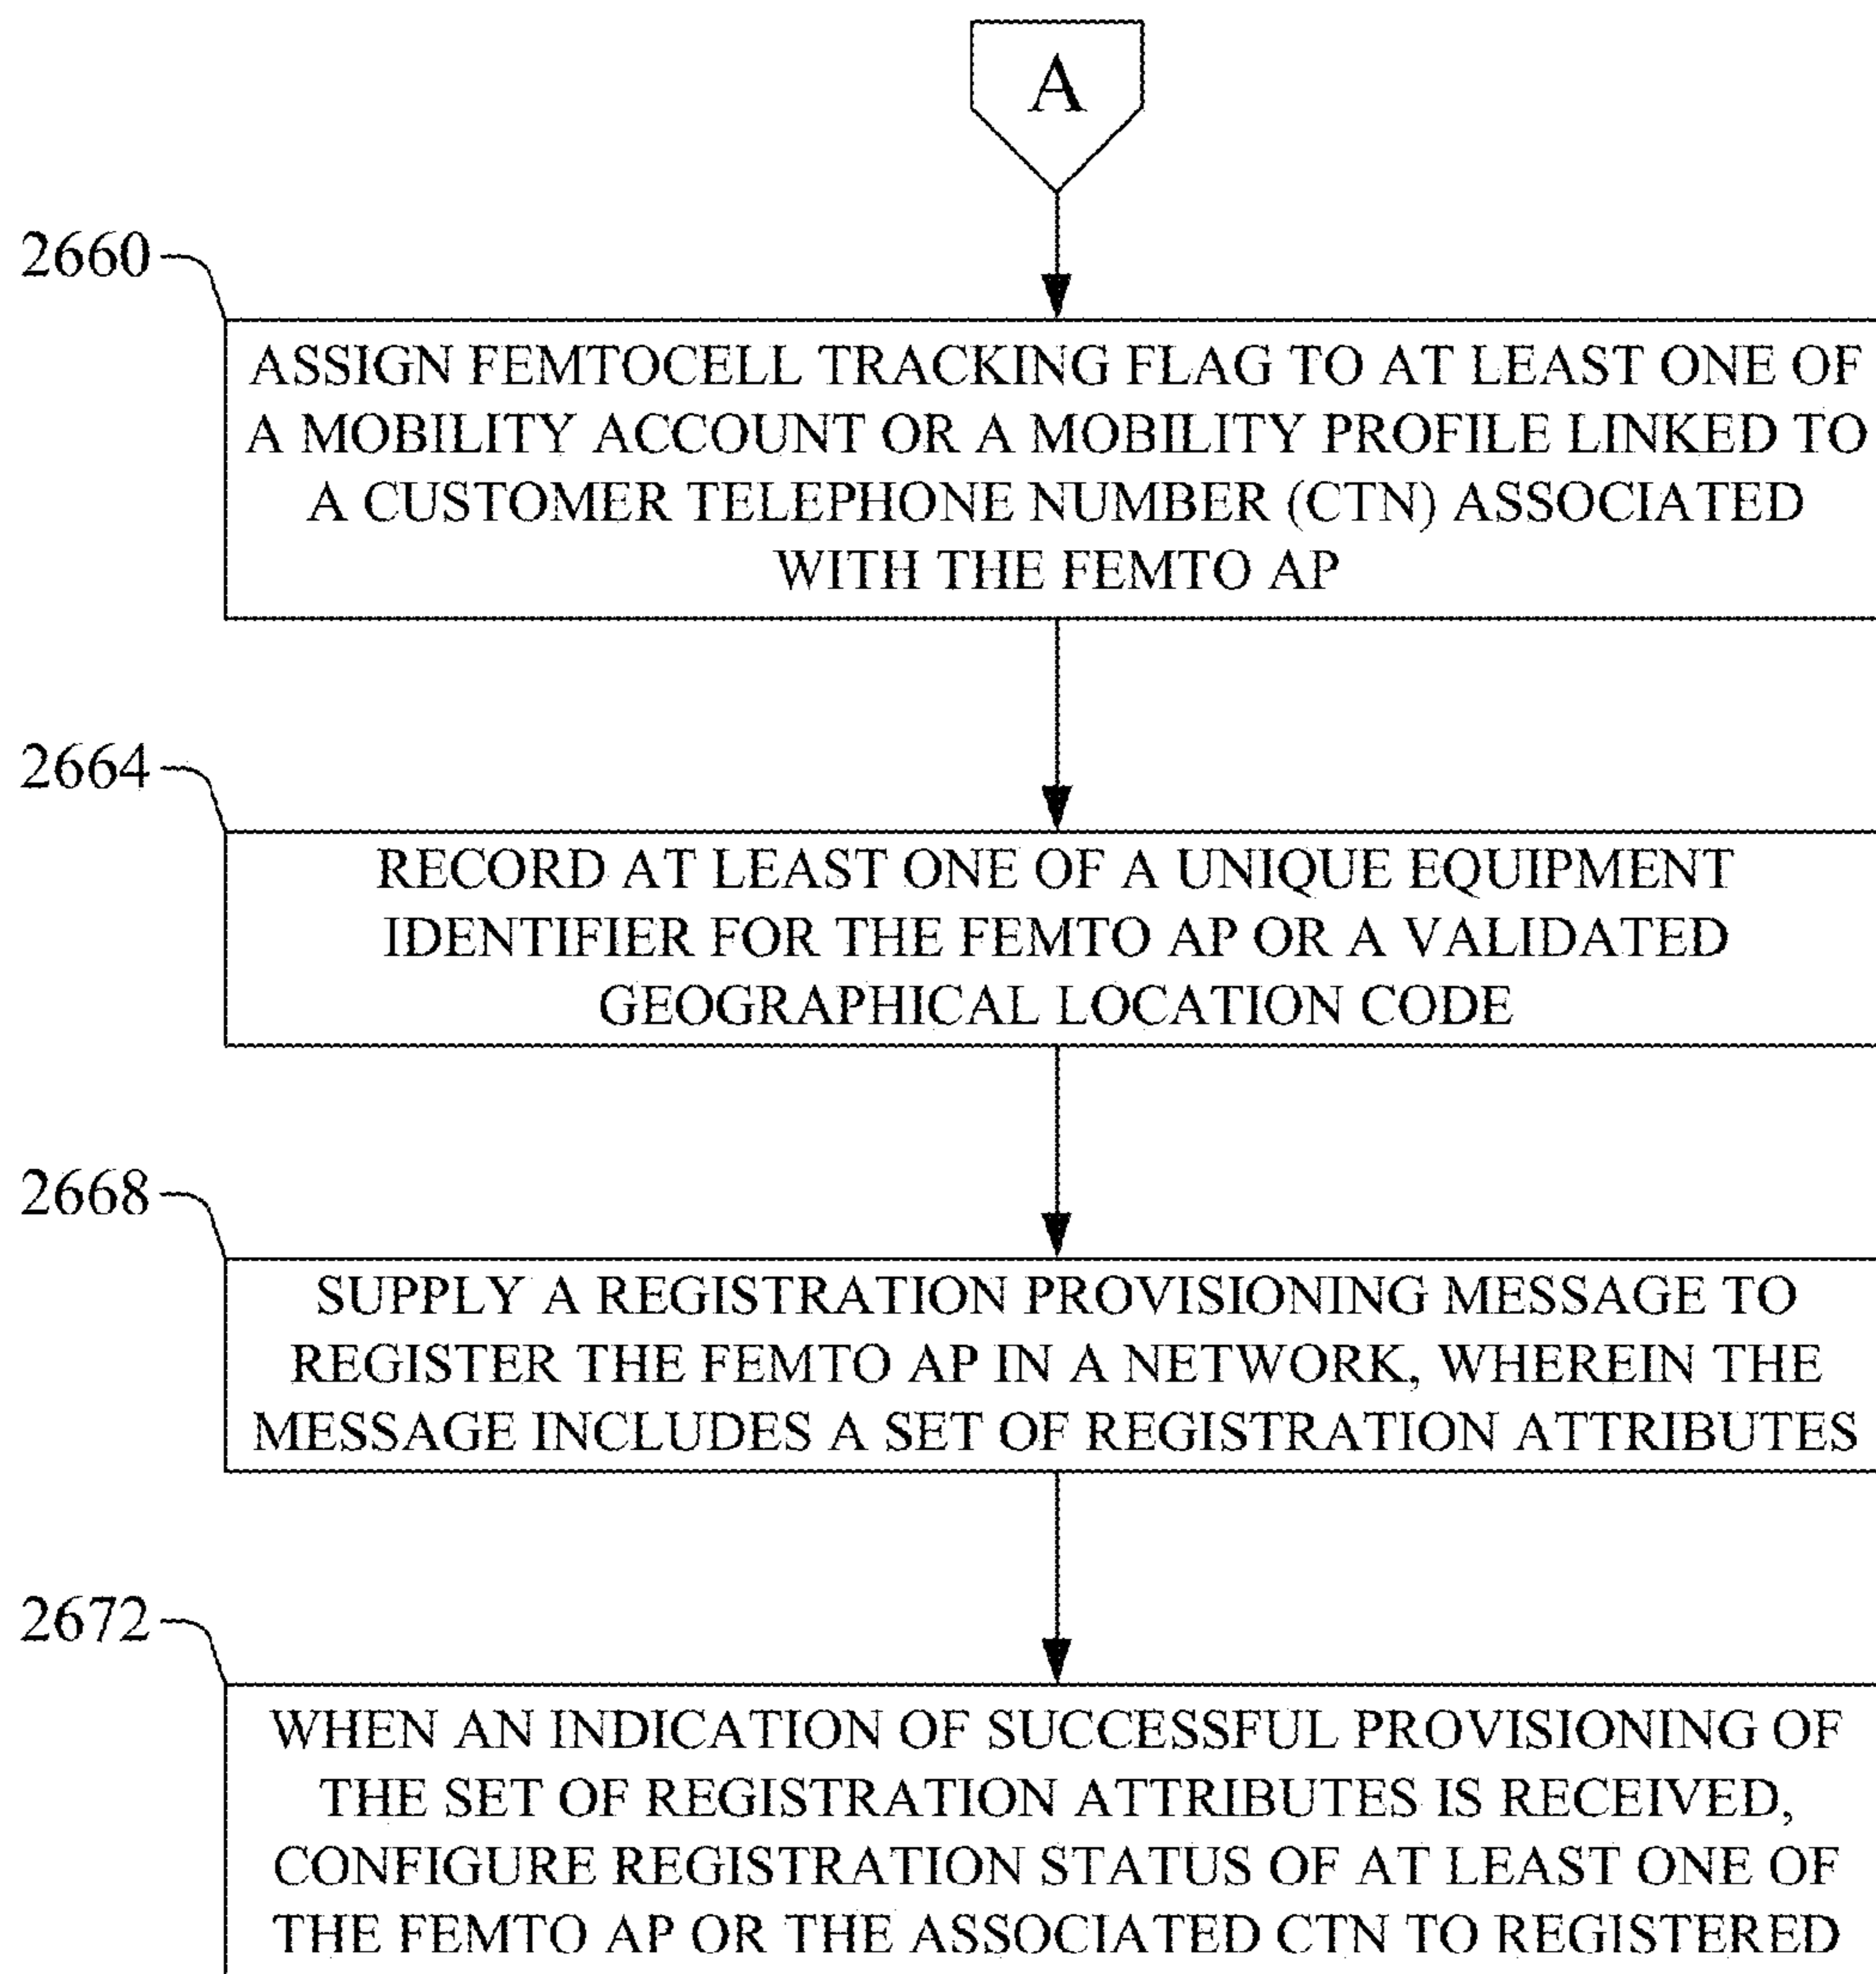 A
2660
ASSIGN FEMTOCELL TRACKING FLAG TO AT LEAST ONE OF
A MOBILITY ACCOUNT OR A MOBILITY PROFILE LINKED TO
A CUSTOMER TELEPHONE NUMBER (CTN) ASSOCIATED
WITH THE FEMTO AP
2664
RECORD AT LEAST ONE OF A UNIQUE EQUIPMENT
IDENTIFIER FOR THE FEMTO AP OR A VALIDATED
GEOGRAPHICAL LOCATION CODE
2668
SUPPLY A REGISTRATION PROVISIONING MESSAGE TO
REGISTER THE FEMTO AP IN A NETWORK, WHEREIN THE
MESSAGE INCLUDES A SET OF REGISTRATION ATTRIBUTES
2672
WHEN AN INDICATION OF SUCCESSFUL PROVISIONING OF
THE SET OF REGISTRATION ATTRIBUTES IS RECEIVED,
CONFIGURE REGISTRATION STATUS OF AT LEAST ONE OF
THE FEMTO AP OR THE ASSOCIATED CTN TO REGISTERED